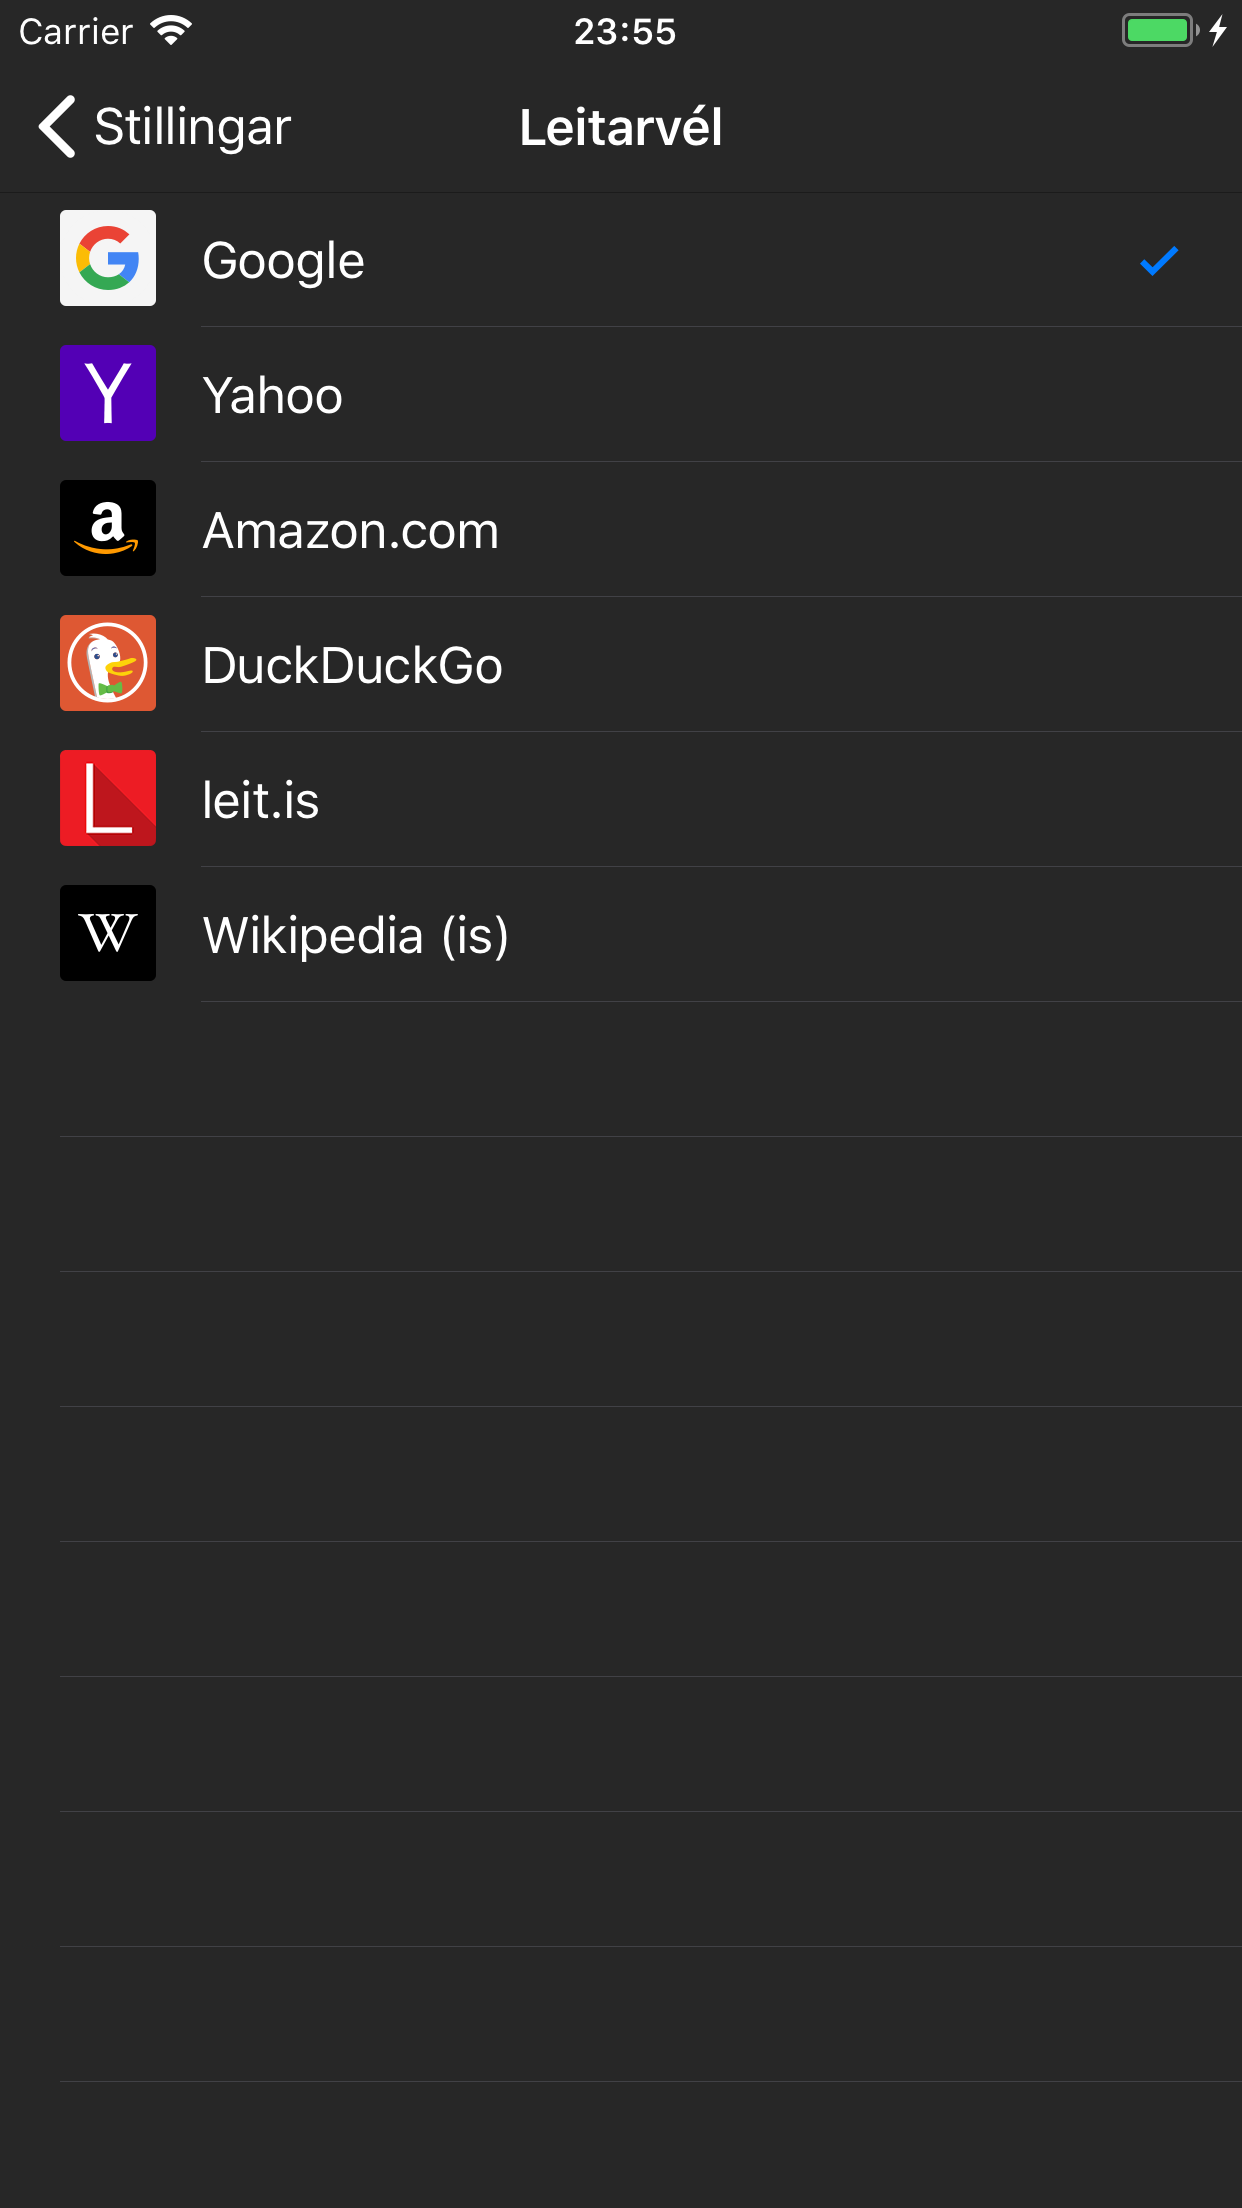 Carrier 23:55
Stillingar Leitarvél
Google
Yahoo
Amazon.com
DuckDuckGo
leit.is
Wikipedia (is)